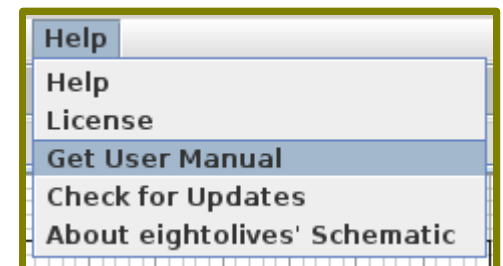 Help
Help
License
Get User Manual
Check for Updates
About eightolives' Schematic